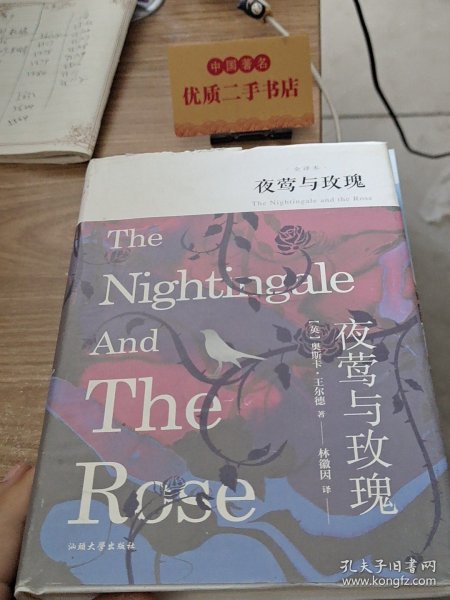 中国著名
优质二手书店
全译本
夜莺与玫瑰
The Nightingale and the Rose
The
Nightingale
And
The
Rose
夜莺与玫瑰
[英]奥斯卡·王尔德 著
林徽因 译
汕頭大學出版社
孔夫子旧书网
www.kongfz.com